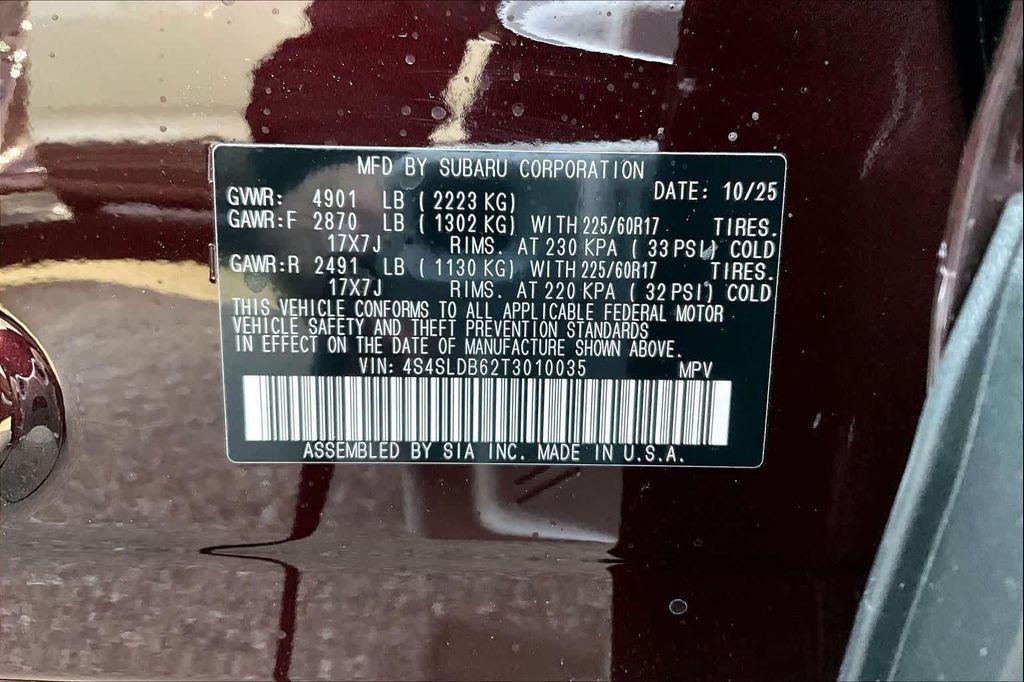 MFD BY SUBARU CORPORATION
GVWR: 4901 LB ( 2223 KG) DATE: 10/25
GAWR:F 2870 LB ( 1302 KG) WITH 225/60R17 TIRES.
17X7J RIMS. AT 230 KPA ( 33 PSI) COLD
GAWR:R 2491 LB ( 1130 KG) WITH 225/60R17 TIRES.
17X7J RIMS. AT 220 KPA ( 32 PSI) COLD
THIS VEHICLE CONFORMS TO ALL APPLICABLE FEDERAL MOTOR
VEHICLE SAFETY AND THEFT PREVENTION STANDARDS
IN EFFECT ON THE DATE OF MANUFACTURE SHOWN ABOVE.
VIN: 4S4SLDB62T3010035 MPV
ASSEMBLED BY SIA INC. MADE IN U.S.A.